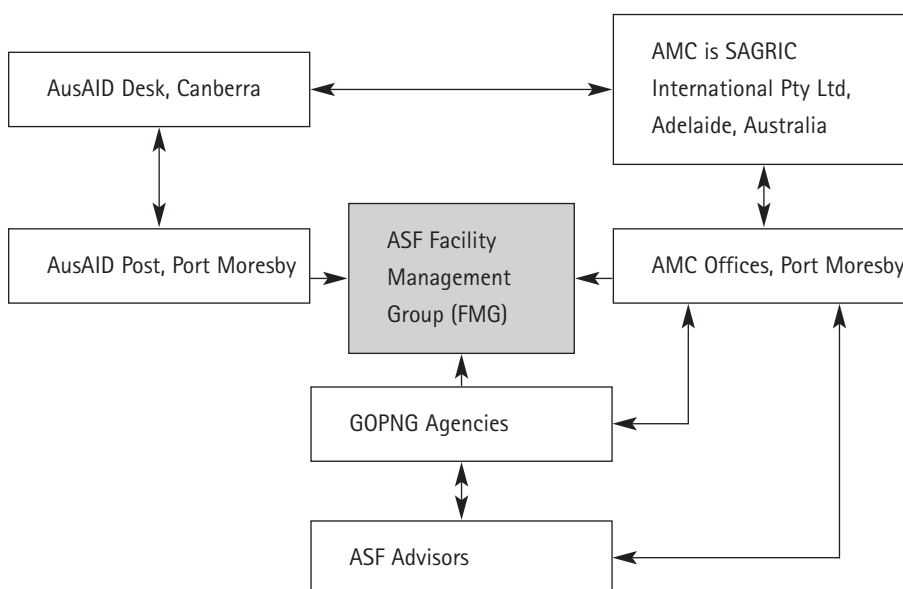 AusAID Desk, Canberra
AMC is SAGRIC
International Pty Ltd,
Adelaide, Australia
AusAID Post, Port Moresby
ASF Facility
Management
Group (FMG)
AMC Offices, Port Moresby
GOPNG Agencies
ASF Advisors